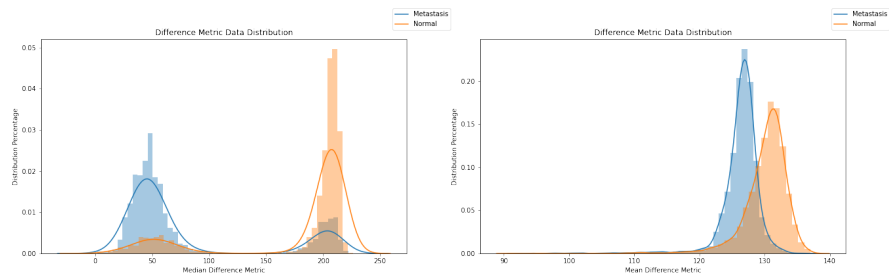 Metastasis
Normal
Difference Metric Data Distribution
0.05
0.04
0.03
0.02
0.01
0.00
Distribution Percentage
0
50
100
150
200
250
Median Difference Metric
Metastasis
Normal
Difference Metric Data Distribution
0.20
0.15
0.10
0.05
0.00
Distribution Percentage
90
100
110
120
130
140
Mean Difference Metric